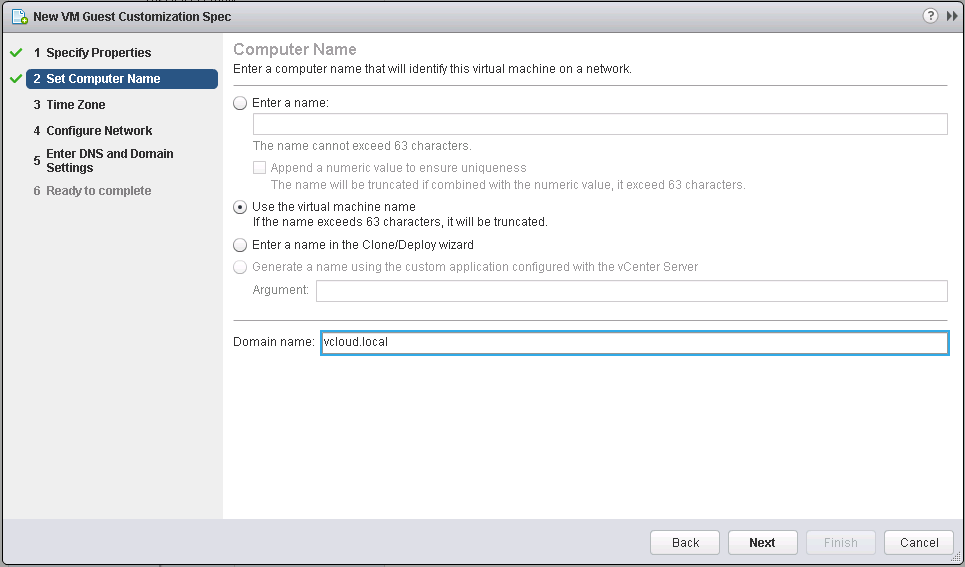 New VM Guest Customization Spec
1 Specify Properties
2 Set Computer Name
3 Time Zone
4 Configure Network
5 Enter DNS and Domain
Settings
6 Ready to complete
Computer Name
Enter a computer name that will identify this virtual machine on a network.
Enter a name:
The name cannot exceed 63 characters.
Append a numeric value to ensure uniqueness
The name will be truncated if combined with the numeric value, it exceed 63 characters.
Use the virtual machine name
If the name exceeds 63 characters, it will be truncated.
Enter a name in the Clone/Deploy wizard
Generate a name using the custom application configured with the vCenter Server
Argument:
Domain name: vcloud.local
Back Next Finish Cancel